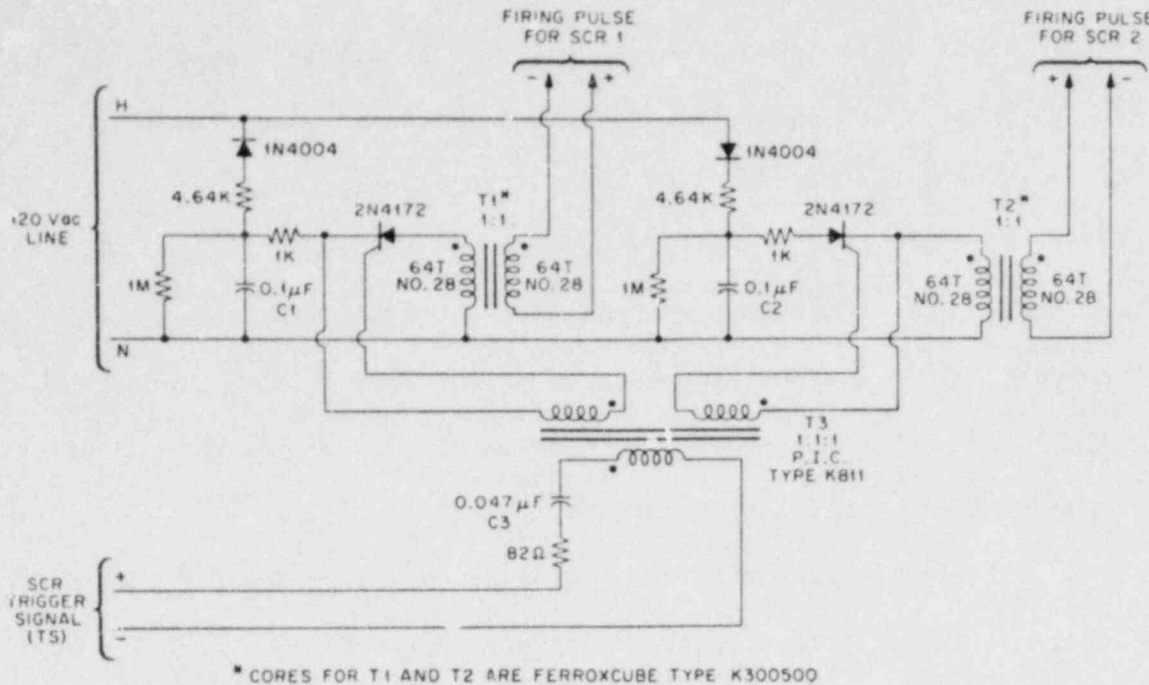 FIRING PULSE
FOR SCR 1
- +
FIRING PULSE
FOR SCR 2
+ -
H
1N4004
4.64K
2N4172
T1*
1:1
1K
1M
0.1µF
C1
64T
NO. 28
64T
NO. 28
120 Vac
LINE
N
1N4004
4.64K
2N4172
T2*
1:1
1K
1M
0.1µF
C2
64T
NO. 28
64T
NO. 28
T3
1:1:1
P.I.C.
TYPE K811
0.047µF
C3
82Ω
SCR
TRIGGER
SIGNAL
(TS)
+
-
* CORES FOR T1 AND T2 ARE FERROXCUBE TYPE K300500